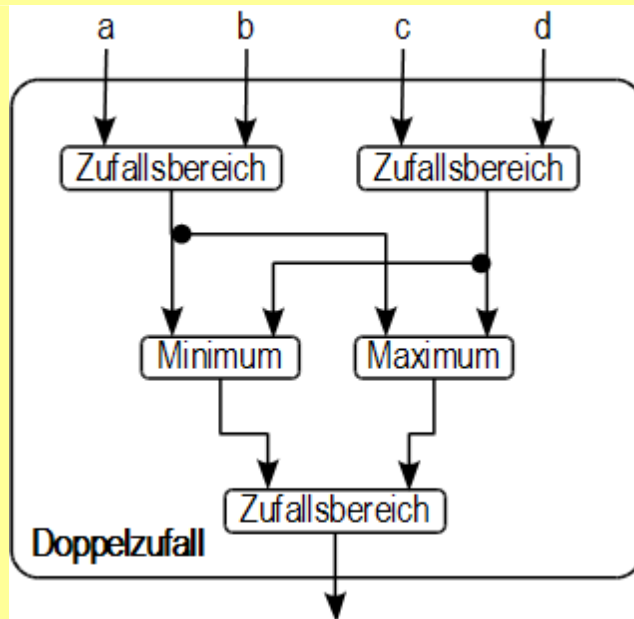 a b c d
Zufallsbereich Zufallsbereich
Minimum Maximum
Zufallsbereich
Doppelzufall